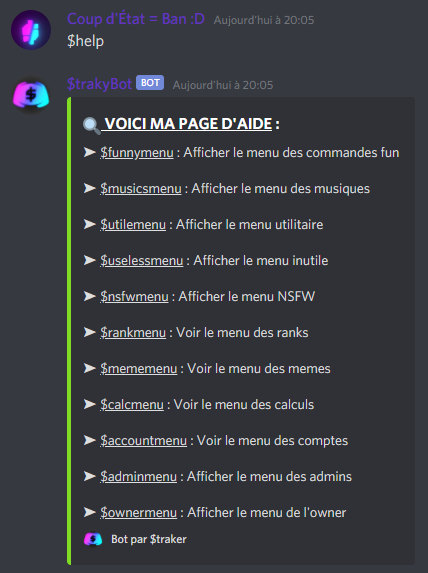 Coup d'État = Ban :D Aujourd'hui à 20:05
$help
$trakyBot BOT Aujourd'hui à 20:05
VOICI MA PAGE D'AIDE :
➤ $funnymenu : Afficher le menu des commandes fun
➤ $musicsmenu : Afficher le menu des musiques
➤ $utilemenu : Afficher le menu utilitaire
➤ $uselessmenu : Afficher le menu inutile
➤ $nsfwmenu : Afficher le menu NSFW
➤ $rankmenu : Voir le menu des ranks
➤ $mememenu : Voir le menu des memes
➤ $calcmenu : Voir le menu des calculs
➤ $accountmenu : Voir le menu des comptes
➤ $adminmenu : Afficher le menu des admins
➤ $ownermenu : Afficher le menu de l'owner
Bot par $traker